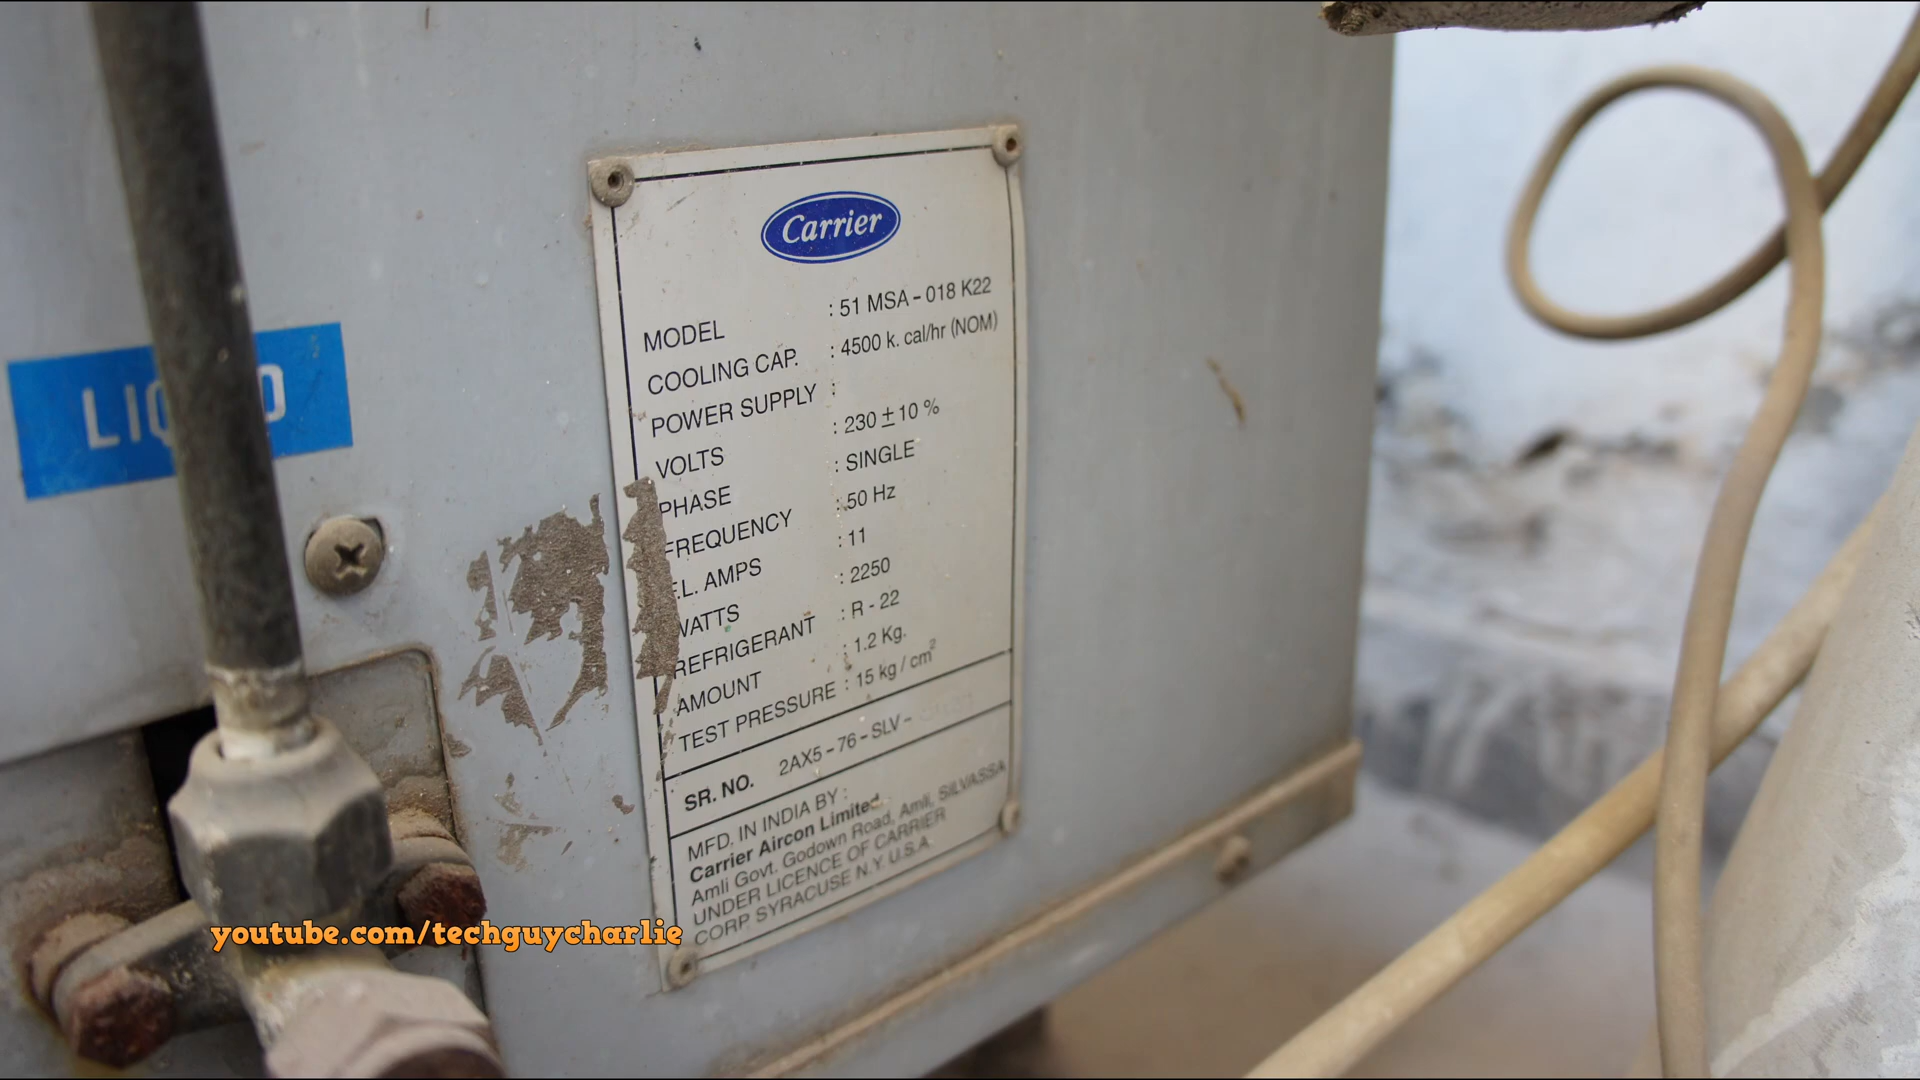 LIQ D
Carrier
MODEL : 51 MSA - 018 K22
COOLING CAP. : 4500 k. cal/hr (NOM)
POWER SUPPLY :
VOLTS : 230 ± 10 %
PHASE : SINGLE
FREQUENCY : 50 Hz
F.L. AMPS : 11
WATTS : 2250
REFRIGERANT : R - 22
AMOUNT : 1.2 Kg.
TEST PRESSURE : 15 kg / cm²
SR. NO. 2AX5 - 76 - SLV -
MFD. IN INDIA BY :
Carrier Aircon Limited
Amli Govt. Godown Road, Amli, SILVASSA
UNDER LICENCE OF CARRIER
CORP. SYRACUSE N.Y. U.S.A.
youtube.com/techguycharlie